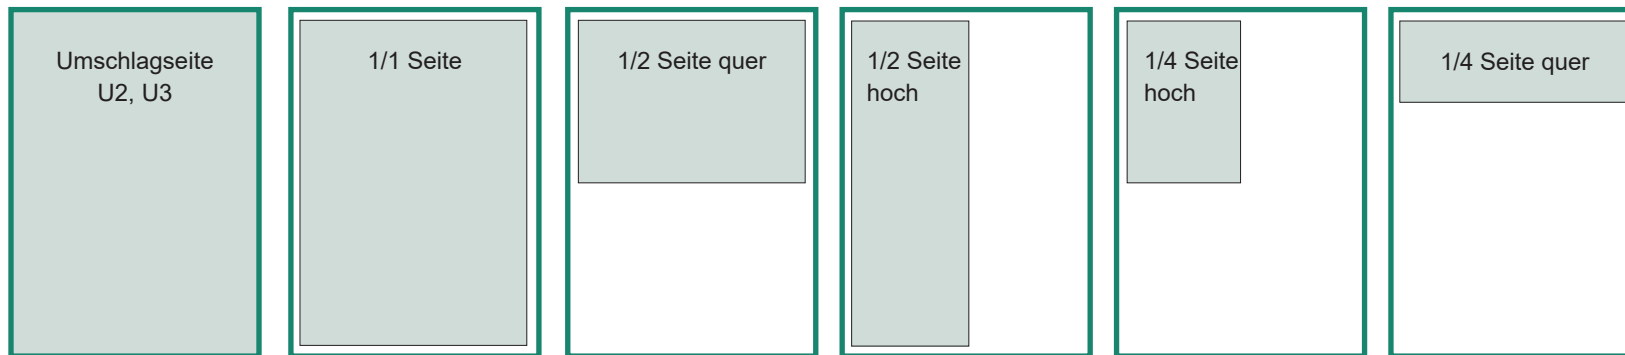 Umschlagseite
U2, U3
1/1 Seite
1/2 Seite quer
1/2 Seite
hoch
1/4 Seite
hoch
1/4 Seite quer